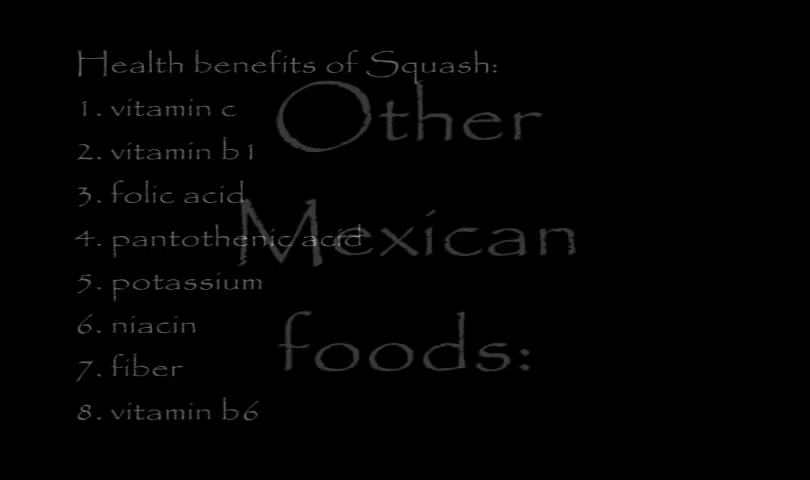 Health benefits of Squash:
1. vitamin c
2. vitamin b1
3. folic acid
4. pantothenic acid
5. potassium
6. niacin
7. fiber
8. vitamin b6
Other
Mexican
foods: